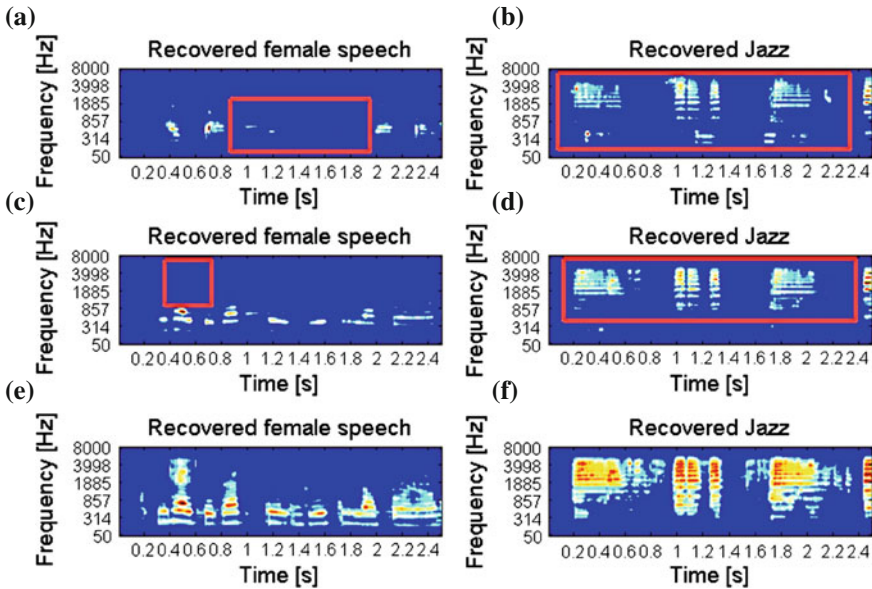 (a)
Recovered female speech
Frequency [Hz]
8000
3998
1885
857
314
50
0.2 0.4 0.6 0.8 1 1.2 1.4 1.6 1.8 2 2.2 2.4
Time [s]
(b)
Recovered Jazz
Frequency [Hz]
8000
3998
1885
857
314
50
0.2 0.4 0.6 0.8 1 1.2 1.4 1.6 1.8 2 2.2 2.4
Time [s]
(c)
Recovered female speech
Frequency [Hz]
8000
3998
1885
857
314
50
0.2 0.4 0.6 0.8 1 1.2 1.4 1.6 1.8 2 2.2 2.4
Time [s]
(d)
Recovered Jazz
Frequency [Hz]
8000
3998
1885
857
314
50
0.2 0.4 0.6 0.8 1 1.2 1.4 1.6 1.8 2 2.2 2.4
Time [s]
(e)
Recovered female speech
Frequency [Hz]
8000
3998
1885
857
314
50
0.2 0.4 0.6 0.8 1 1.2 1.4 1.6 1.8 2 2.2 2.4
Time [s]
(f)
Recovered Jazz
Frequency [Hz]
8000
3998
1885
857
314
50
0.2 0.4 0.6 0.8 1 1.2 1.4 1.6 1.8 2 2.2 2.4
Time [s]